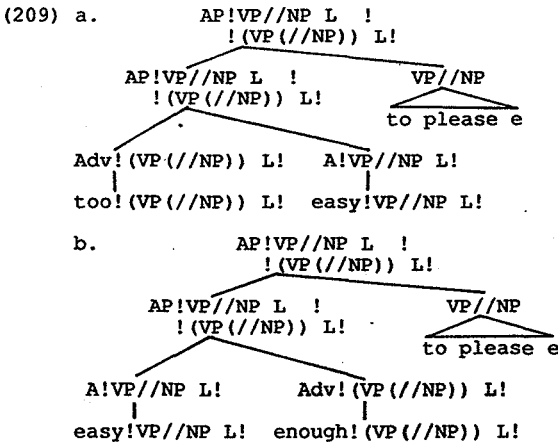 (209) a. AP!VP//NP L !
!(VP(//NP)) L!
AP!VP//NP L ! VP//NP
!(VP(//NP)) L!
to please e
Adv!(VP(//NP)) L! A!VP//NP L!
too!(VP(//NP)) L! easy!VP//NP L!
b. AP!VP//NP L !
!(VP(//NP)) L!
AP!VP//NP L ! VP//NP
!(VP(//NP)) L!
to please e
A!VP//NP L! Adv!(VP(//NP)) L!
easy!VP//NP L! enough!(VP(//NP)) L!